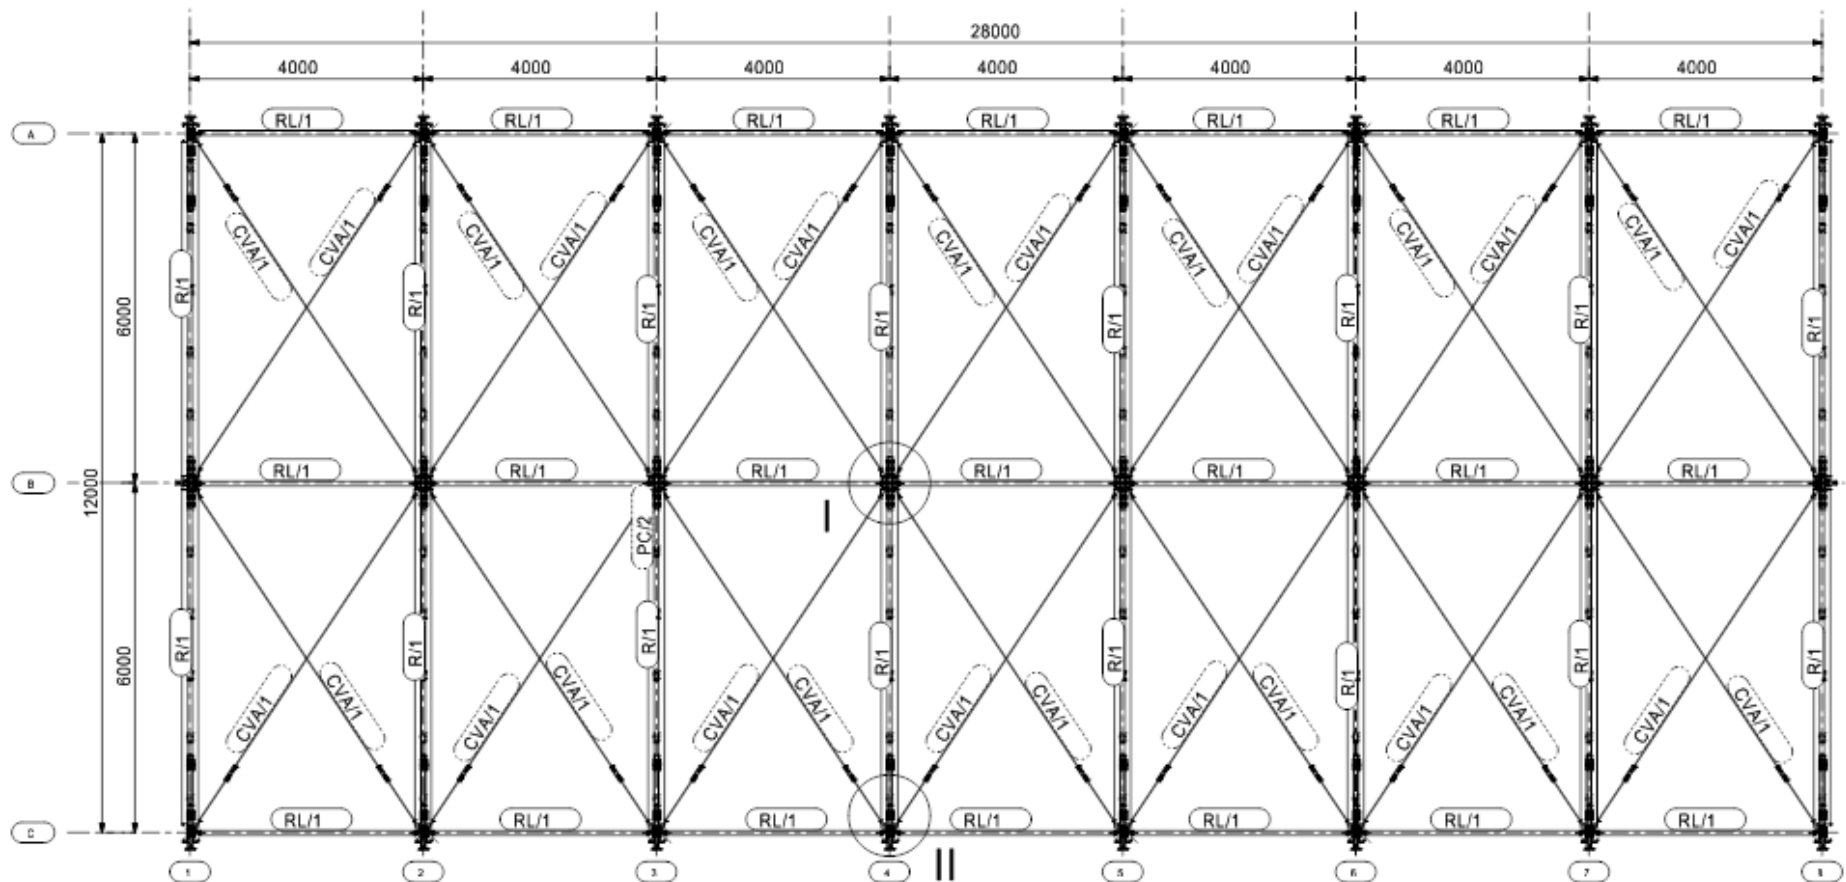 28000
4000 4000 4000 4000 4000 4000 4000
A RL/1 RL/1 RL/1 RL/1 RL/1 RL/1 RL/1
CVA/1 CVA/1 CVA/1 CVA/1 CVA/1 CVA/1 CVA/1 CVA/1 CVA/1 CVA/1 CVA/1 CVA/1 CVA/1 CVA/1
6000 R/1 R/1 R/1 R/1 R/1 R/1 R/1 R/1
B RL/1 RL/1 RL/1 RL/1 RL/1 RL/1 RL/1
12000 PC/2 I
6000 R/1 R/1 R/1 R/1 R/1 R/1 R/1 R/1
CVA/1 CVA/1 CVA/1 CVA/1 CVA/1 CVA/1 CVA/1 CVA/1 CVA/1 CVA/1 CVA/1 CVA/1 CVA/1 CVA/1
C RL/1 RL/1 RL/1 RL/1 RL/1 RL/1 RL/1
1 2 3 4 II 5 6 7 8